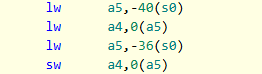 lw a5,-40(s0)
lw a4,0(a5)
lw a5,-36(s0)
sw a4,0(a5)